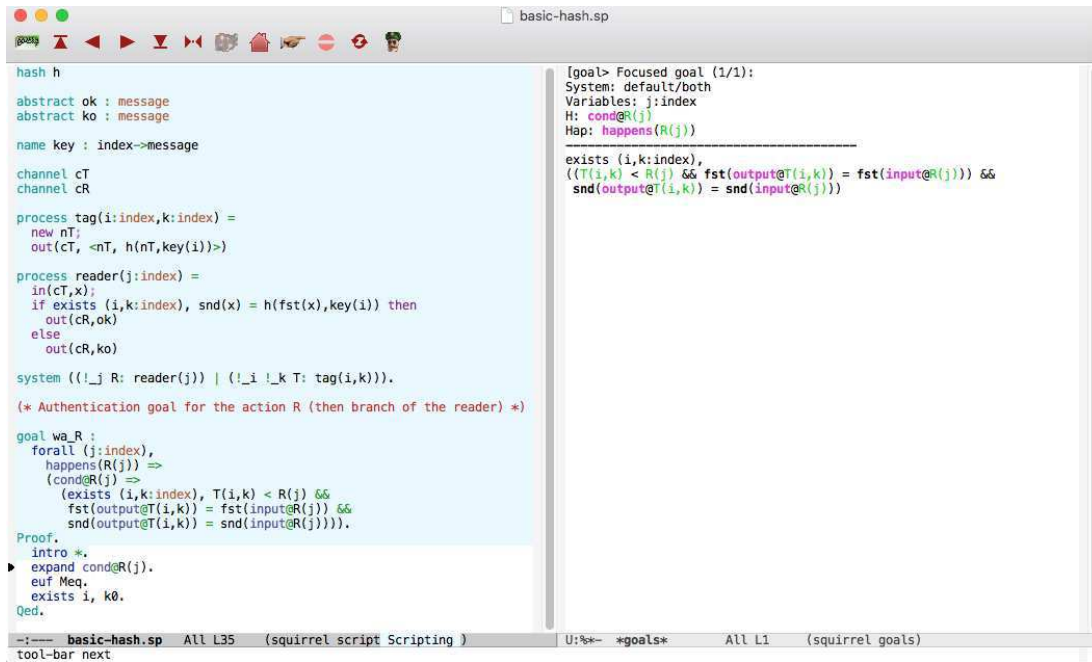 basic-hash.sp
hash h
abstract ok : message
abstract ko : message
name key : index->message
channel cT
channel cR
process tag(i:index,k:index) =
new nT;
out(cT, <nT, h(nT,key(i))>)
process reader(j:index) =
in(cT,x);
if exists (i,k:index), snd(x) = h(fst(x),key(i)) then
out(cR,ok)
else
out(cR,ko)
system ((!_j R: reader(j)) | (!_i !_k T: tag(i,k))).
(* Authentication goal for the action R (then branch of the reader) *)
goal wa_R :
forall (j:index),
happens(R(j)) =>
(cond@R(j) =>
(exists (i,k:index), T(i,k) < R(j) &&
fst(output@T(i,k)) = fst(input@R(j)) &&
snd(output@T(i,k)) = snd(input@R(j)))).
Proof.
intro *.
expand cond@R(j).
euf Meq.
exists i, k0.
Qed.
-:--- basic-hash.sp All L35 (squirrel script Scripting )
tool-bar next
[goal> Focused goal (1/1):
System: default/both
Variables: j:index
H: cond@R(j)
Hap: happens(R(j))
----------------------------------------
exists (i,k:index),
((T(i,k) < R(j) && fst(output@T(i,k)) = fst(input@R(j))) &&
snd(output@T(i,k)) = snd(input@R(j)))
U:%*- *goals* All L1 (squirrel goals)